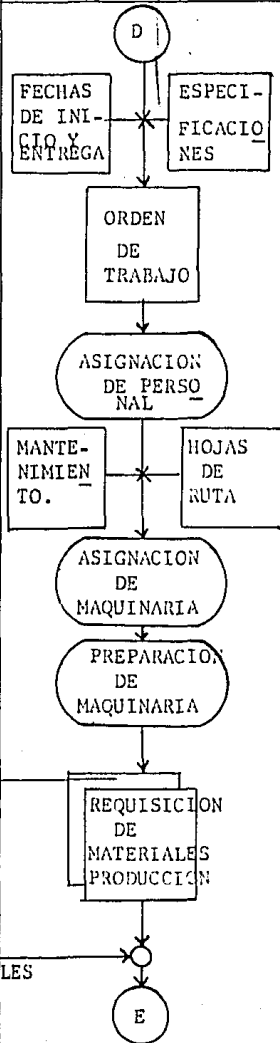 D
FECHAS
DE INI-
CIO Y
ENTREGA
ESPECI-
FICACIO
NES
ORDEN
DE
TRABAJO
ASIGNACION
DE PERSO
NAL
MANTE-
NIMIEN
TO.
HOJAS
DE
RUTA
ASIGNACION
DE
MAQUINARIA
PREPARACION
DE
MAQUINARIA
REQUISICION
DE
MATERIALES
PRODUCCION
LES
E